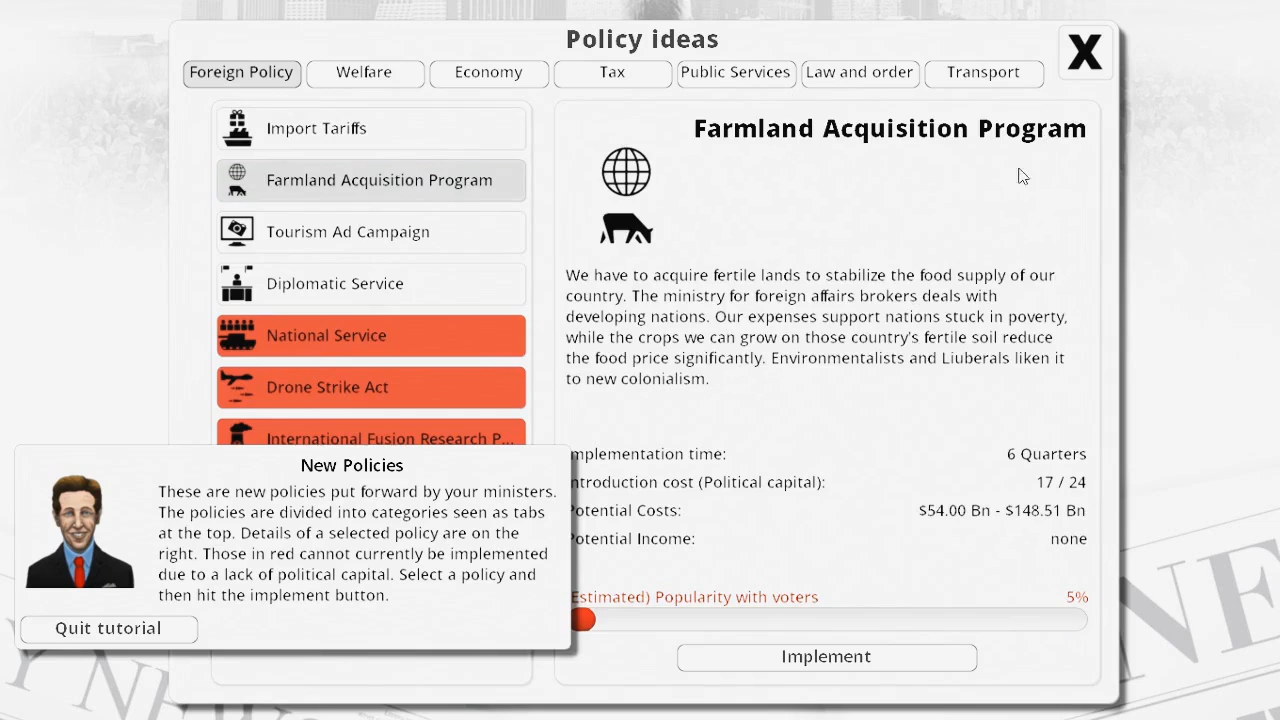 Policy ideas
X
Foreign Policy
Welfare
Economy
Tax
Public Services
Law and order
Transport
Import Tariffs
Farmland Acquisition Program
Tourism Ad Campaign
Diplomatic Service
National Service
Drone Strike Act
International Fusion Research P...
Farmland Acquisition Program
We have to acquire fertile lands to stabilize the food supply of our
country. The ministry for foreign affairs brokers deals with
developing nations. Our expenses support nations stuck in poverty,
while the crops we can grow on those country's fertile soil reduce
the food price significantly. Environmentalists and Liuberals liken it
to new colonialism.
mplementation time: 6 Quarters
ntroduction cost (Political capital): 17 / 24
Potential Costs: $54.00 Bn - $148.51 Bn
Potential Income: none
Estimated) Popularity with voters 5%
Implement
New Policies
These are new policies put forward by your ministers.
The policies are divided into categories seen as tabs
at the top. Details of a selected policy are on the
right. Those in red cannot currently be implemented
due to a lack of political capital. Select a policy and
then hit the implement button.
Quit tutorial